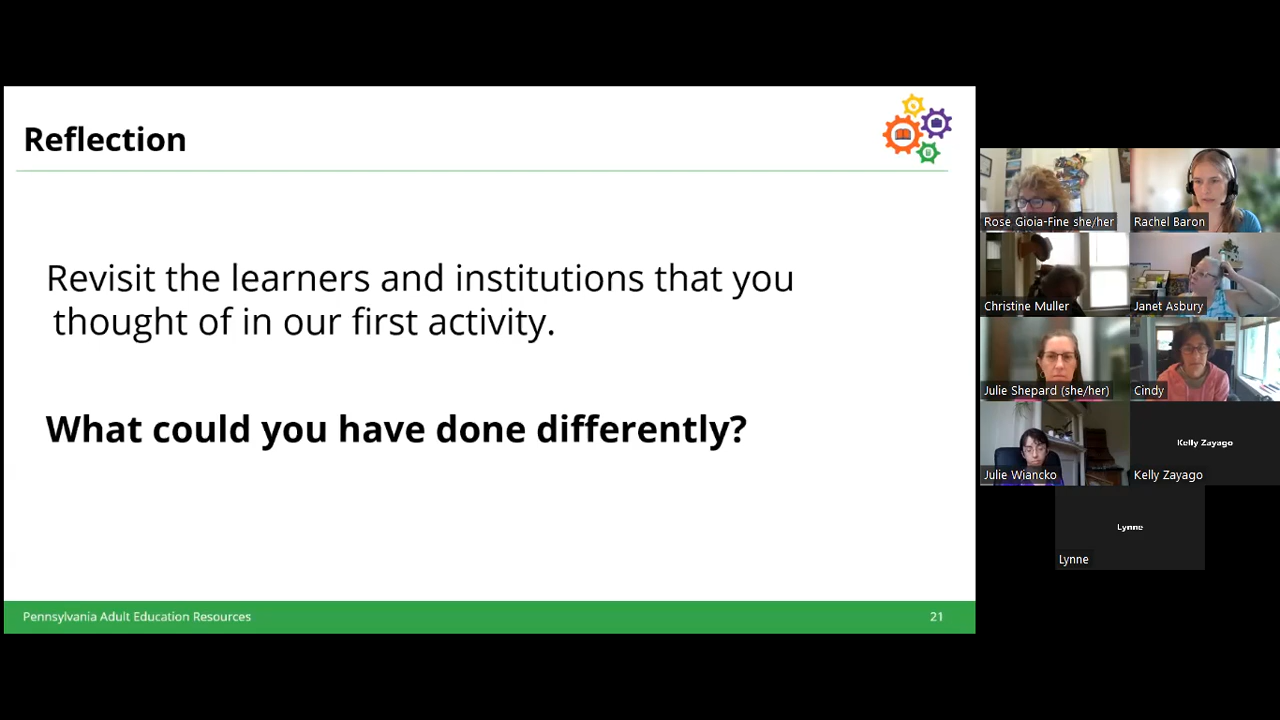 Reflection
Revisit the learners and institutions that you
thought of in our first activity.
What could you have done differently?
Pennsylvania Adult Education Resources
21
Rose Gioia-Fine she/her
Rachel Baron
Christine Muller
Janet Asbury
Julie Shepard (she/her)
Cindy
Julie Wiancko
Kelly Zayago
Kelly Zayago
Lynne
Lynne